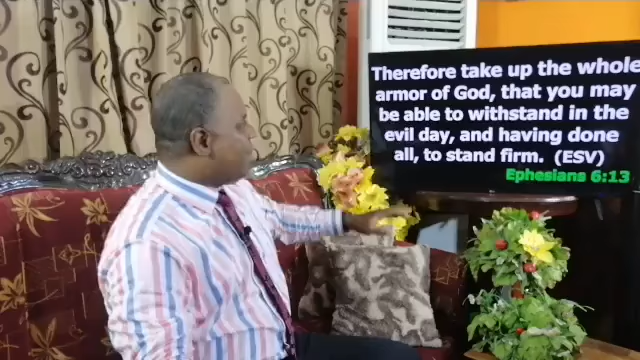 Therefore take up the whole
armor of God, that you may
be able to withstand in the
evil day, and having done
all, to stand firm. (ESV)
Ephesians 6:13